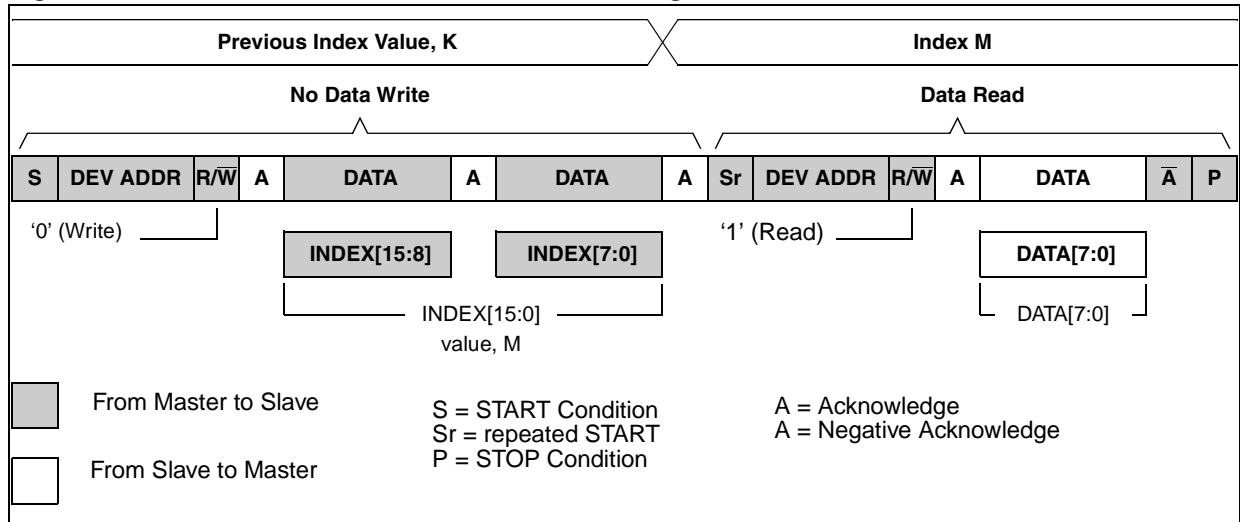 Previous Index Value, K Index M
No Data Write Data Read
S DEV ADDR R/W̅ A DATA A DATA A Sr DEV ADDR R/W̅ A DATA A̅ P
‘0’ (Write) ‘1’ (Read)
INDEX[15:8] INDEX[7:0] DATA[7:0]
INDEX[15:0] DATA[7:0]
value, M
From Master to Slave S = START Condition A = Acknowledge
Sr = repeated START A = Negative Acknowledge
From Slave to Master P = STOP Condition